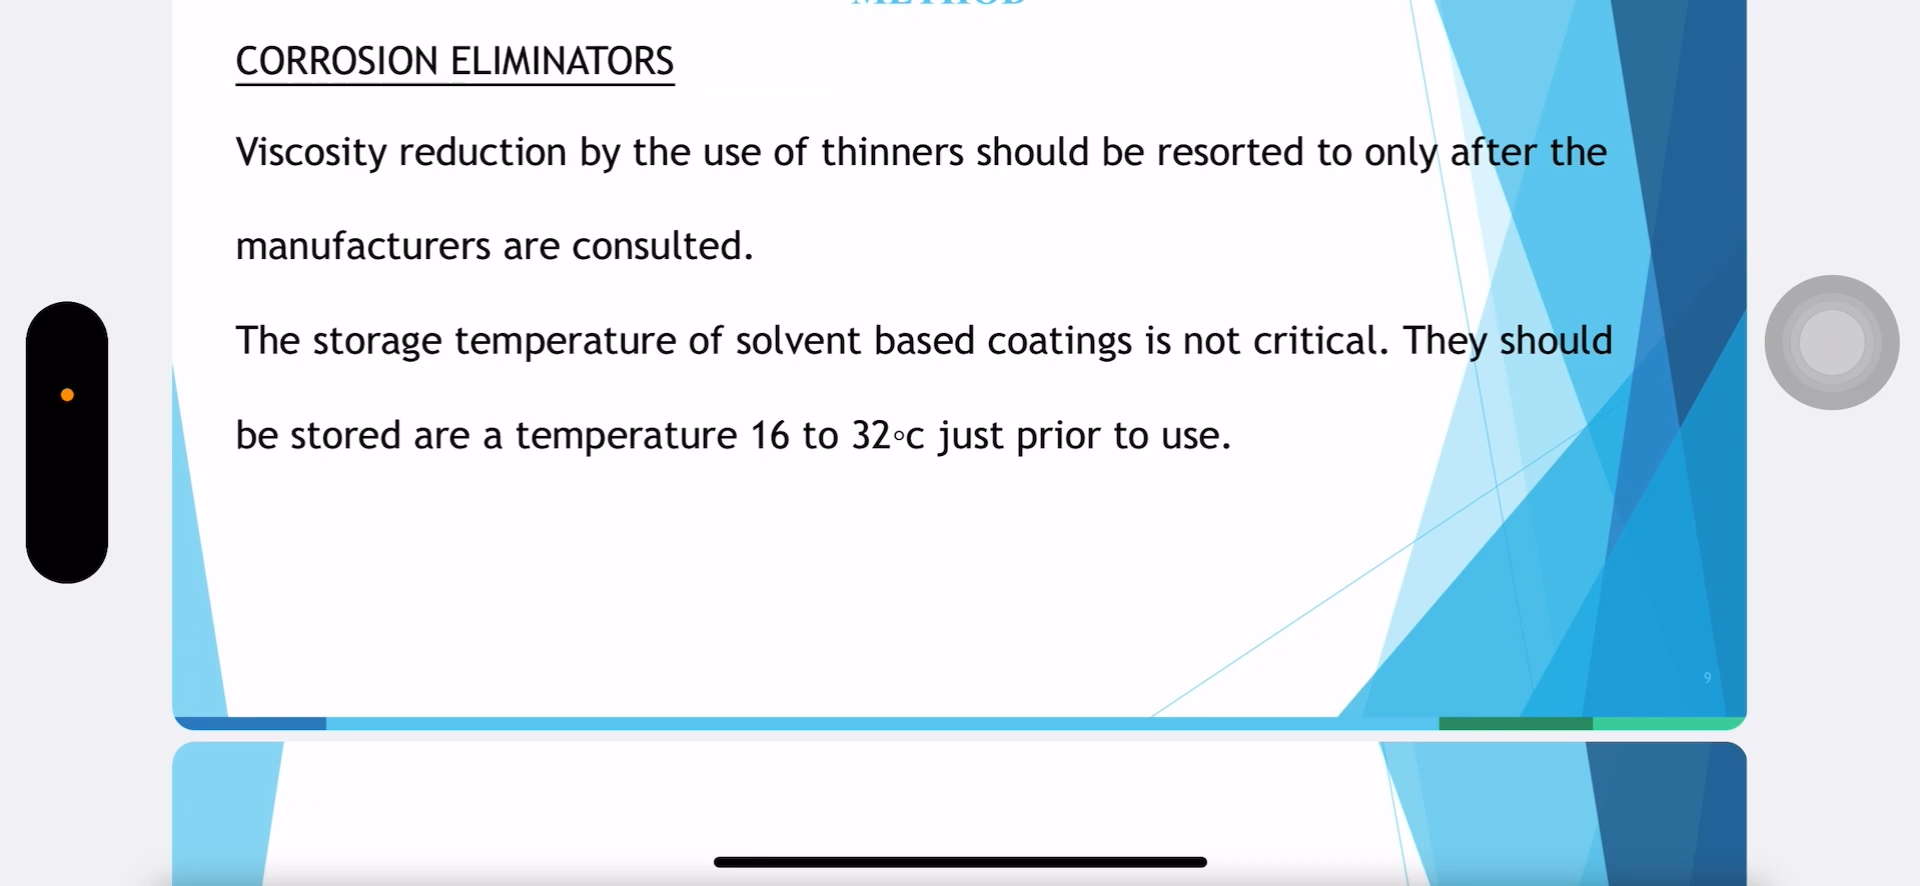 METHOD
CORROSION ELIMINATORS
Viscosity reduction by the use of thinners should be resorted to only after the
manufacturers are consulted.
The storage temperature of solvent based coatings is not critical. They should
be stored are a temperature 16 to 32◦c just prior to use.
9